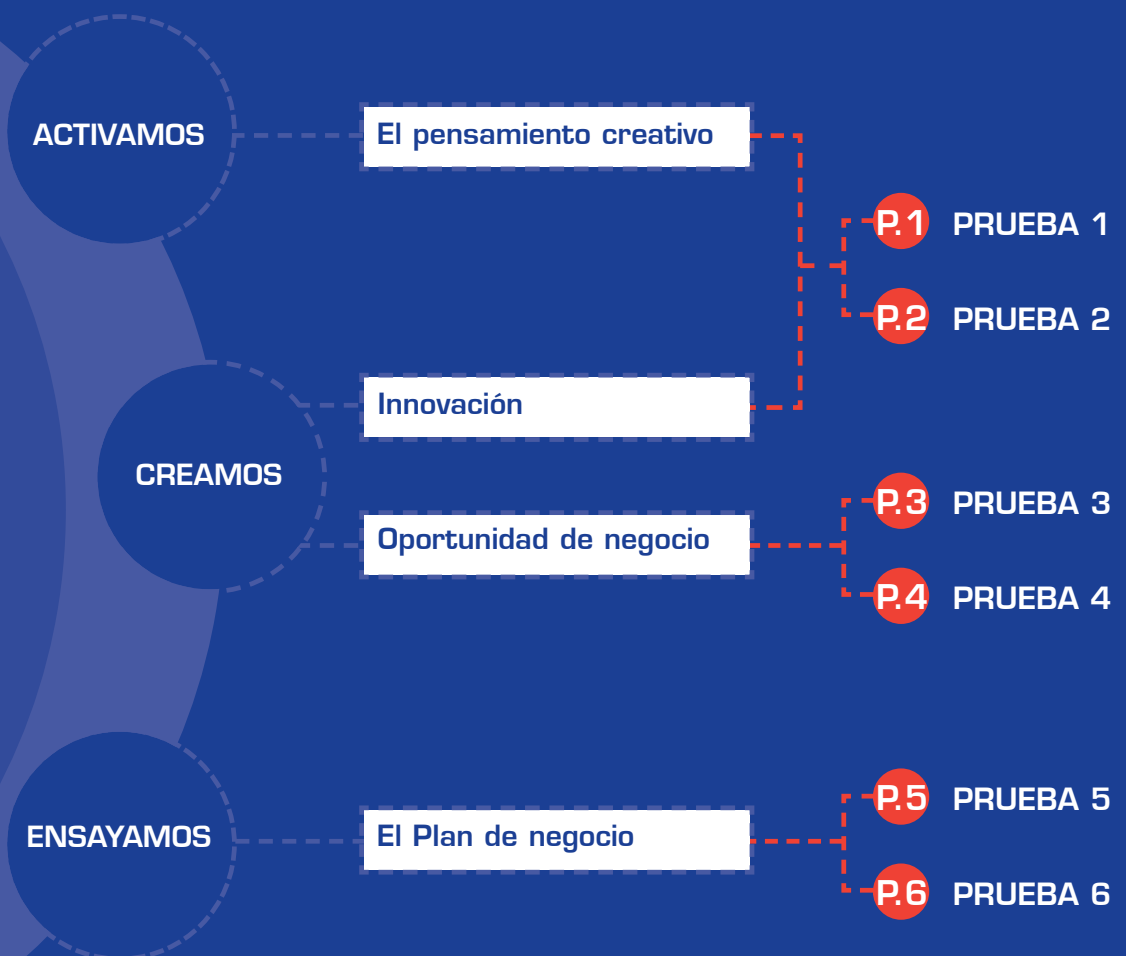 ACTIVAMOS
El pensamiento creativo
P.1 PRUEBA 1
P.2 PRUEBA 2
Innovación
CREAMOS
Oportunidad de negocio
P.3 PRUEBA 3
P.4 PRUEBA 4
ENSAYAMOS
El Plan de negocio
P.5 PRUEBA 5
P.6 PRUEBA 6